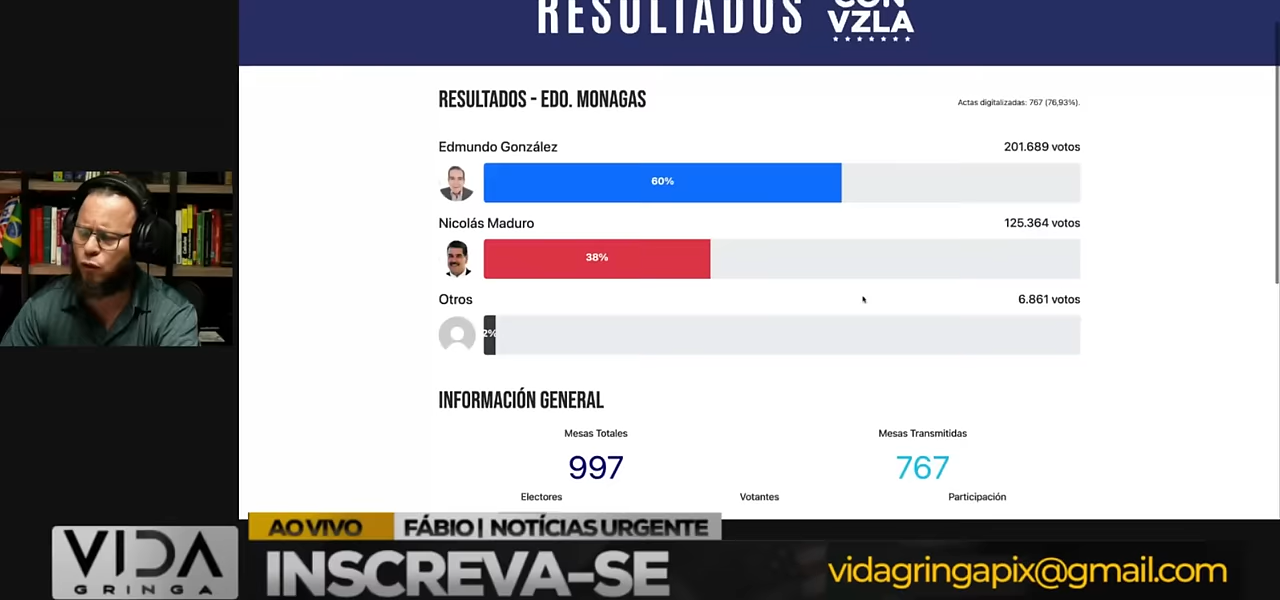 RESULTADOS
CON
VZLA
RESULTADOS - EDO. MONAGAS
Actas digitalizadas: 767 (76,93%).
Edmundo González
201.689 votos
60%
Nicolás Maduro
125.364 votos
38%
Otros
6.861 votos
2%
INFORMACIÓN GENERAL
Mesas Totales
Mesas Transmitidas
997
767
Electores
Votantes
Participación
AO VIVO
FÁBIO | NOTÍCIAS URGENTE
VIDA
GRINGA
INSCREVA-SE
vidagringapix@gmail.com